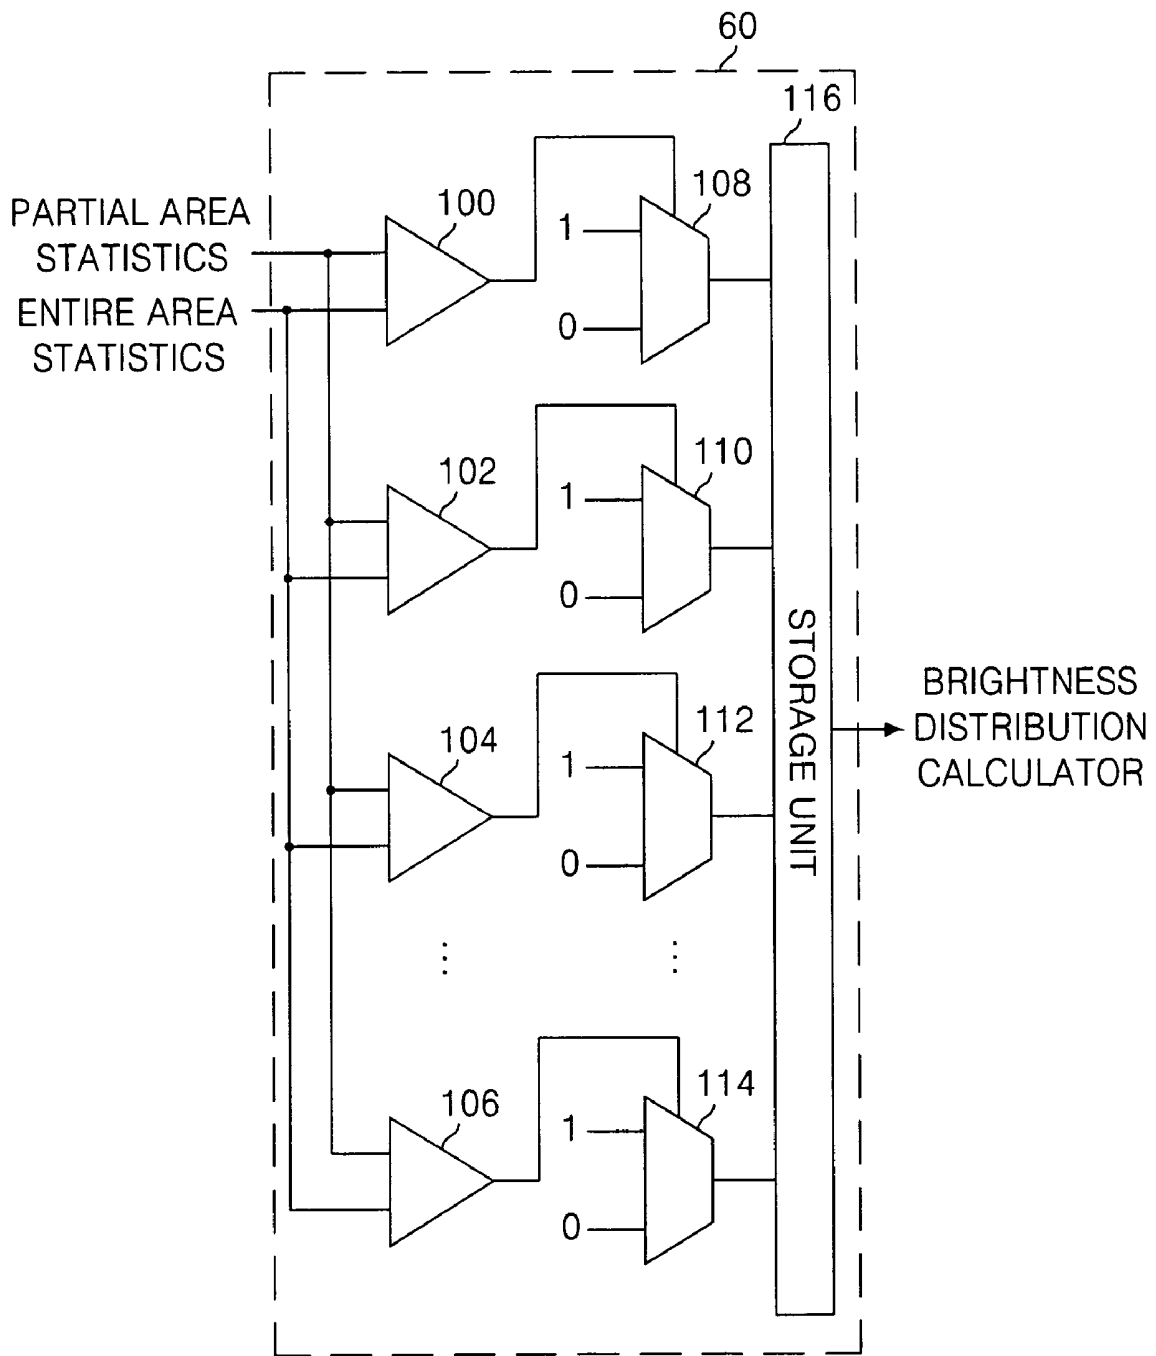 60
116
PARTIAL AREA
STATISTICS
ENTIRE AREA
STATISTICS
100
108
1
0
102
110
1
0
104
112
1
0
...
...
106
114
1
0
STORAGE UNIT
BRIGHTNESS
DISTRIBUTION
CALCULATOR